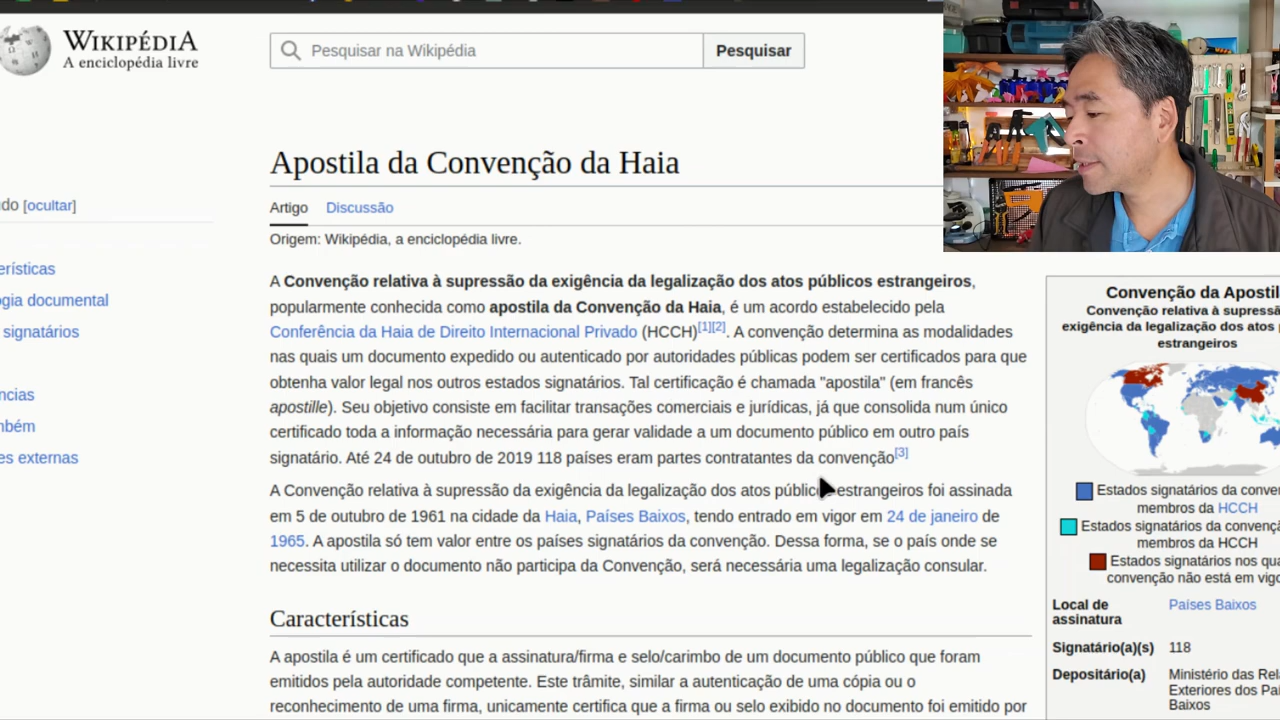 WIKIPÉDIA
A enciclopédia livre
Pesquisar na Wikipédia
Pesquisar
Apostila da Convenção da Haia
Artigo Discussão
Origem: Wikipédia, a enciclopédia livre.
do [ocultar]
erísticas
gia documental
signatários
ncias
mbém
es externas
A Convenção relativa à supressão da exigência da legalização dos atos públicos estrangeiros,
popularmente conhecida como apostila da Convenção da Haia, é um acordo estabelecido pela
Conferência da Haia de Direito Internacional Privado (HCCH)[1][2]. A convenção determina as modalidades
nas quais um documento expedido ou autenticado por autoridades públicas podem ser certificados para que
obtenha valor legal nos outros estados signatários. Tal certificação é chamada "apostila" (em francês
apostille). Seu objetivo consiste em facilitar transações comerciais e jurídicas, já que consolida num único
certificado toda a informação necessária para gerar validade a um documento público em outro país
signatário. Até 24 de outubro de 2019 118 países eram partes contratantes da convenção[3]
A Convenção relativa à supressão da exigência da legalização dos atos público estrangeiros foi assinada
em 5 de outubro de 1961 na cidade da Haia, Países Baixos, tendo entrado em vigor em 24 de janeiro de
1965. A apostila só tem valor entre os países signatários da convenção. Dessa forma, se o país onde se
necessita utilizar o documento não participa da Convenção, será necessária uma legalização consular.
Características
A apostila é um certificado que a assinatura/firma e selo/carimbo de um documento público que foram
emitidos pela autoridade competente. Este trâmite, similar a autenticação de uma cópia ou o
reconhecimento de uma firma, unicamente certifica que a firma ou selo exibido no documento foi emitido por
Convenção da Apostil
Convenção relativa à supressã
exigência da legalização dos atos p
estrangeiros
Estados signatários da conve
membros da HCCH
Estados signatários da convençã
membros da HCCH
Estados signatários nos qua
convenção não está em vigo
Local de assinatura Países Baixos
Signatário(a)(s) 118
Depositário(a) Ministério das Rela
Exteriores dos Paí
Baixos